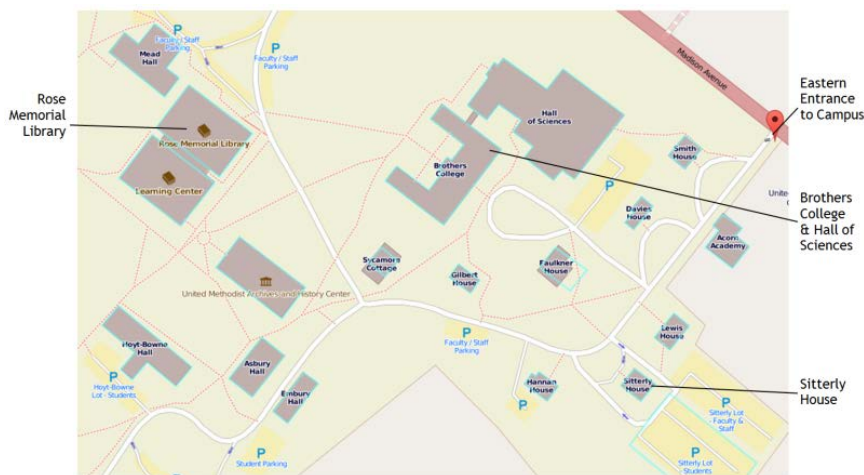 P
Faculty / Staff
Parking
Mead
Hall
P
Faculty / Staff
Parking
Madison Avenue
Eastern
Entrance
to Campus
Rose
Memorial
Library
Rose Memorial Library
Hall
of Sciences
Smith
House
Brothers
College
Learning Center
P
Davies
House
Brothers
College
& Hall of
Sciences
Acorn
Academy
Sycamore
Cottage
Gilbert
House
Faulkner
House
United Methodist Archives and History Center
Lewis
House
P
Faculty / Staff
Parking
Hoyt-Bowne
Hall
Asbury
Hall
P
Hoyt-Bowne
Lot - Students
Embury
Hall
Hannan
House
P
Sitterly
House
Sitterly
House
P
Sitterly Lot
Faculty &
Staff
P
Student Parking
P
Sitterly Lot
Students
P